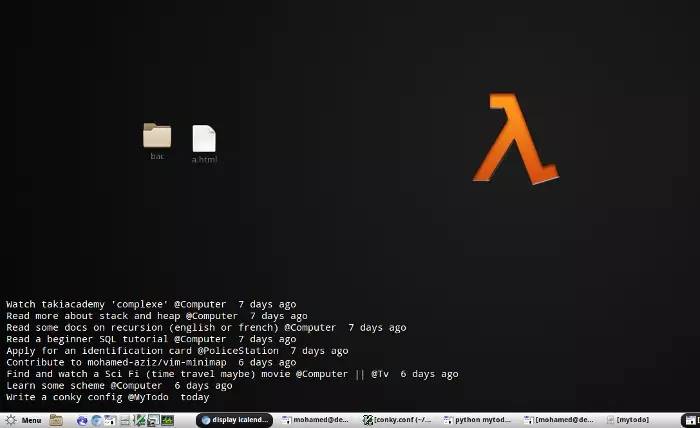 bac
a.html
Watch takiacademy 'complexe' @Computer 7 days ago
Read more about stack and heap @Computer 7 days ago
Read some docs on recursion (english or french) @Computer 7 days ago
Read a beginner SQL tutorial @Computer 7 days ago
Apply for an identification card @PoliceStation 7 days ago
Contribute to mohamed-aziz/vim-minimap 6 days ago
Find and watch a Sci Fi (time travel maybe) movie @Computer || @Tv 6 days ago
Learn some scheme @Computer 6 days ago
Write a conky config @MyTodo today
Menu display icalend... mohamed@de... [conky.conf (~/... python mytod... [mohamed@de... [mytodo]